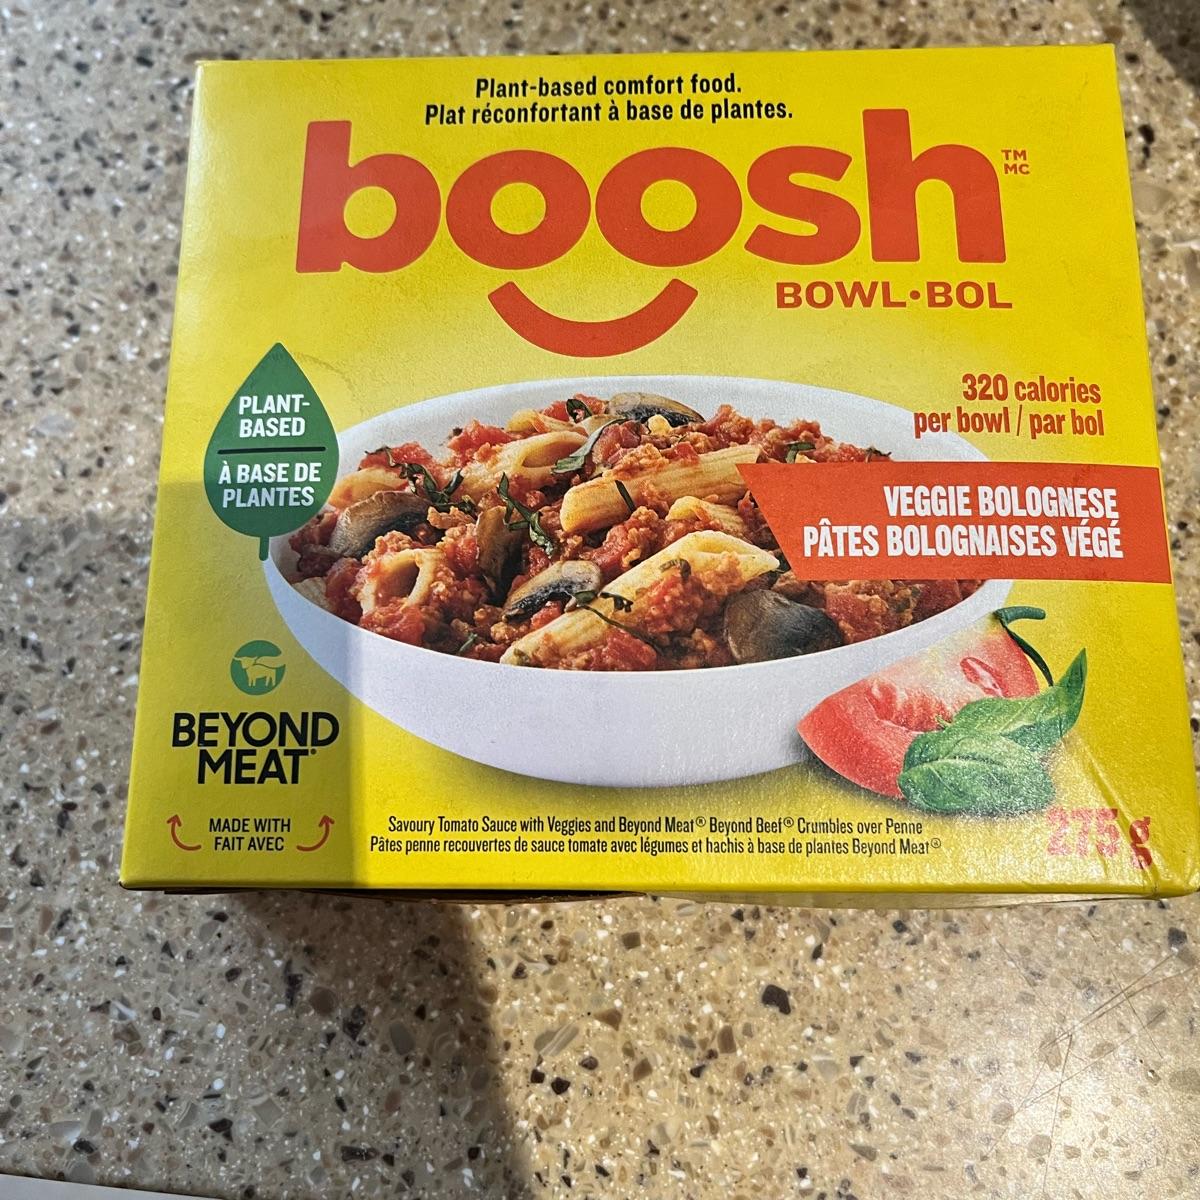 Plant-based comfort food.
Plat réconfortant à base de plantes.
boosh
TM
MC
BOWL•BOL
320 calories
per bowl / par bol
PLANT-
BASED
À BASE DE
PLANTES
VEGGIE BOLOGNESE
PÂTES BOLOGNAISES VÉGÉ
BEYOND
MEAT®
MADE WITH
FAIT AVEC
Savoury Tomato Sauce with Veggies and Beyond Meat® Beyond Beef® Crumbles over Penne
Pâtes penne recouvertes de sauce tomate avec légumes et hachis à base de plantes Beyond Meat®
275 g